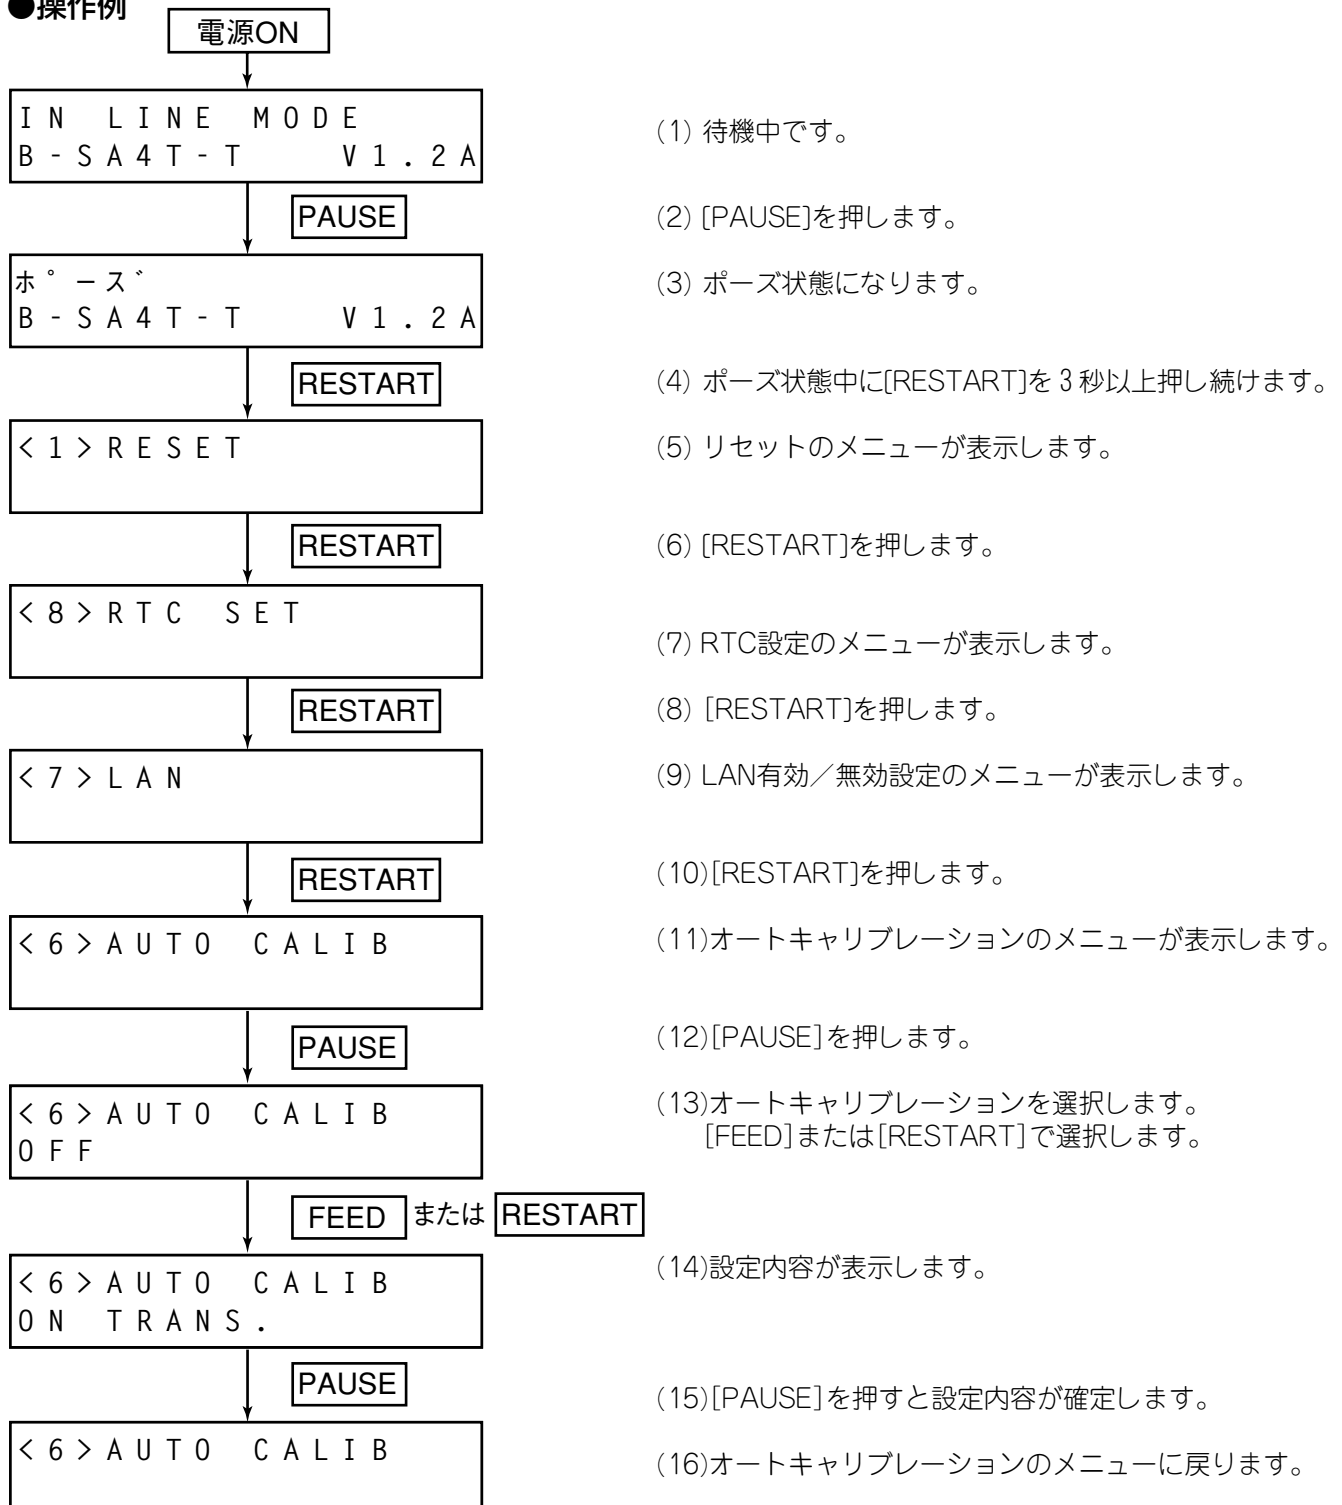 ●操作例
電源ON
IN LINE MODE
B-SA4T-T V1.2A
(1) 待機中です。
PAUSE
(2) [PAUSE]を押します。
ポーズ
B-SA4T-T V1.2A
(3) ポーズ状態になります。
RESTART
(4) ポーズ状態中に[RESTART]を3秒以上押し続けます。
<1>RESET
(5) リセットのメニューが表示します。
RESTART
(6) [RESTART]を押します。
<8>RTC SET
(7) RTC設定のメニューが表示します。
RESTART
(8) [RESTART]を押します。
<7>LAN
(9) LAN有効／無効設定のメニューが表示します。
RESTART
(10)[RESTART]を押します。
<6>AUTO CALIB
(11)オートキャリブレーションのメニューが表示します。
PAUSE
(12)[PAUSE]を押します。
<6>AUTO CALIB
OFF
(13)オートキャリブレーションを選択します。
[FEED]または[RESTART]で選択します。
FEED または RESTART
<6>AUTO CALIB
ON TRANS.
(14)設定内容が表示します。
PAUSE
(15)[PAUSE]を押すと設定内容が確定します。
<6>AUTO CALIB
(16)オートキャリブレーションのメニューに戻ります。